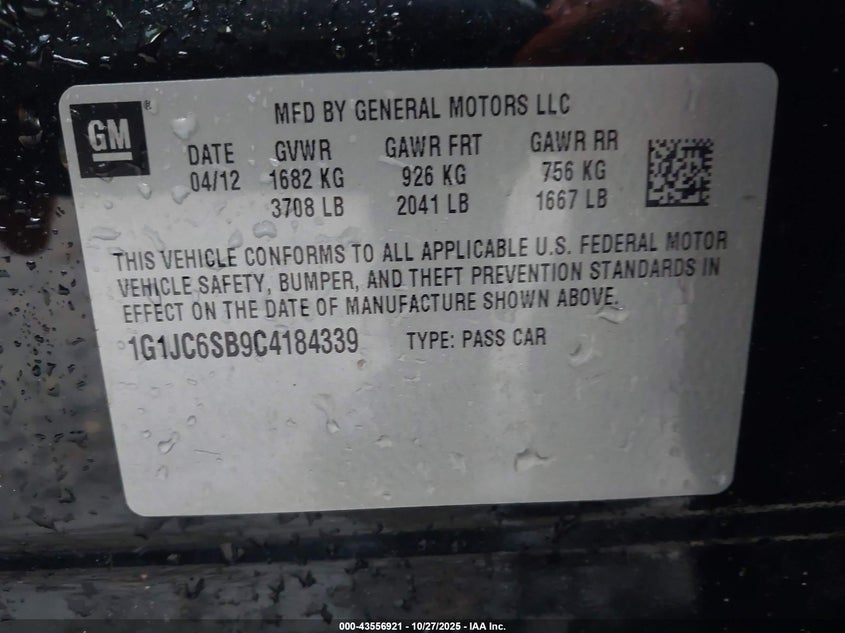 GM ®
MFD BY GENERAL MOTORS LLC
DATE GVWR GAWR FRT GAWR RR
04/12 1682 KG 926 KG 756 KG
3708 LB 2041 LB 1667 LB
THIS VEHICLE CONFORMS TO ALL APPLICABLE U.S. FEDERAL MOTOR
VEHICLE SAFETY, BUMPER, AND THEFT PREVENTION STANDARDS IN
EFFECT ON THE DATE OF MANUFACTURE SHOWN ABOVE.
1G1JC6SB9C4184339 TYPE: PASS CAR
000-43556921 - 10/27/2025 - IAA Inc.